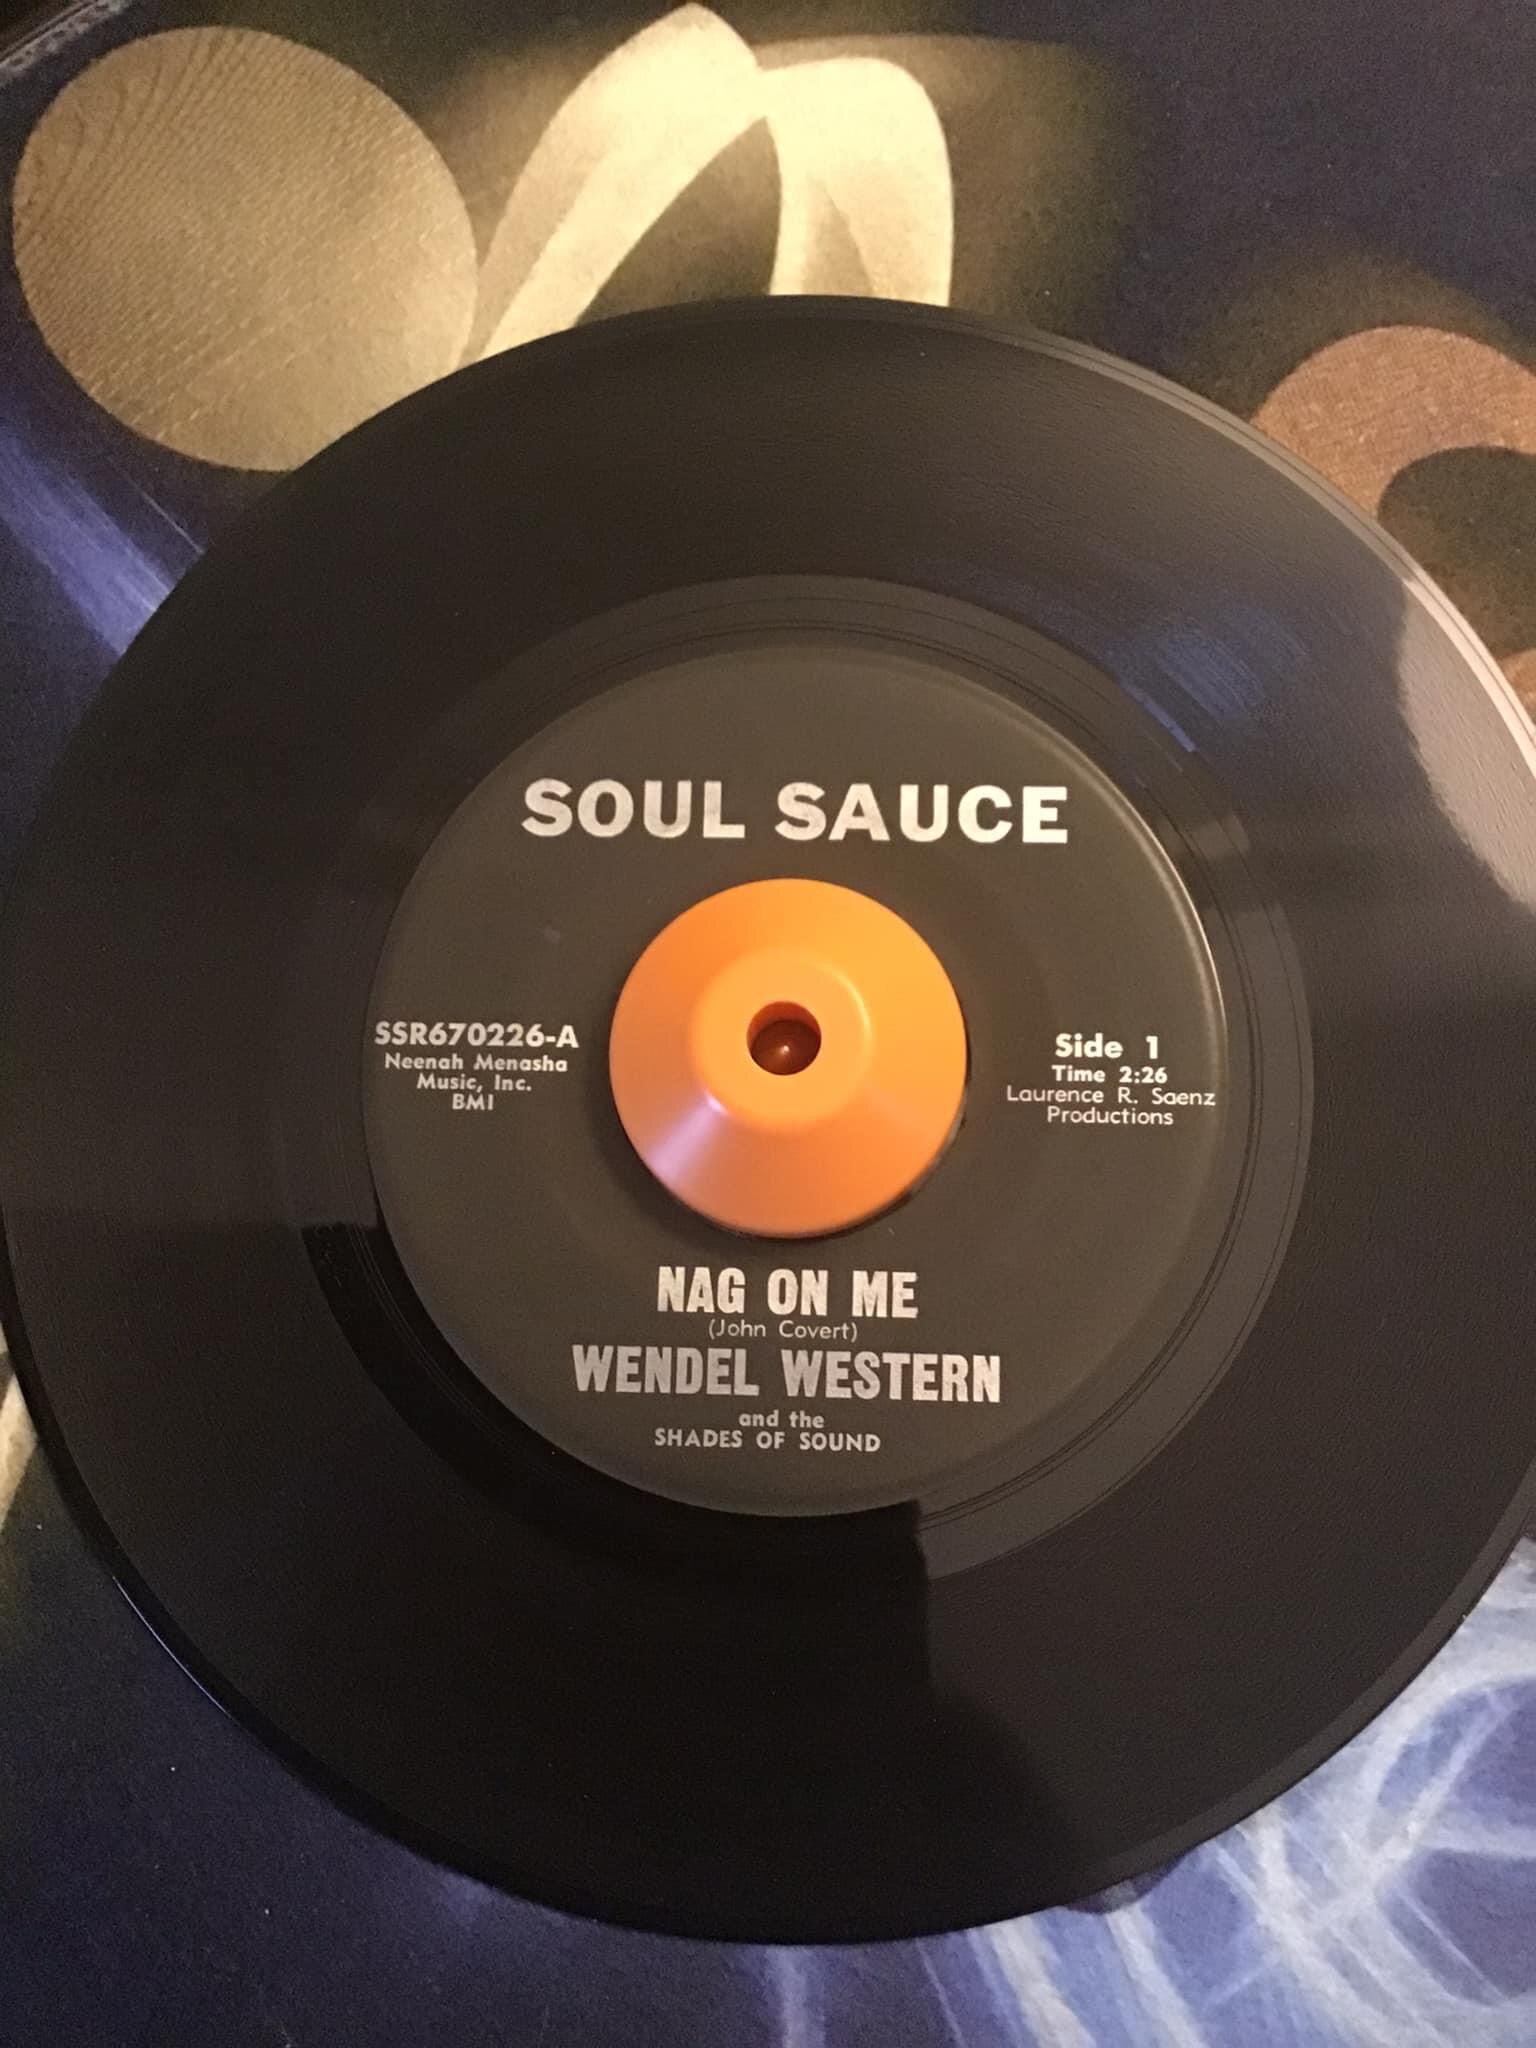 SOUL SAUCE
SSR670226-A
Neenah Menasha
Music, Inc.
BMI
Side 1
Time 2:26
Laurence R. Saenz
Productions
NAG ON ME
(John Covert)
WENDEL WESTERN
and the
SHADES OF SOUND